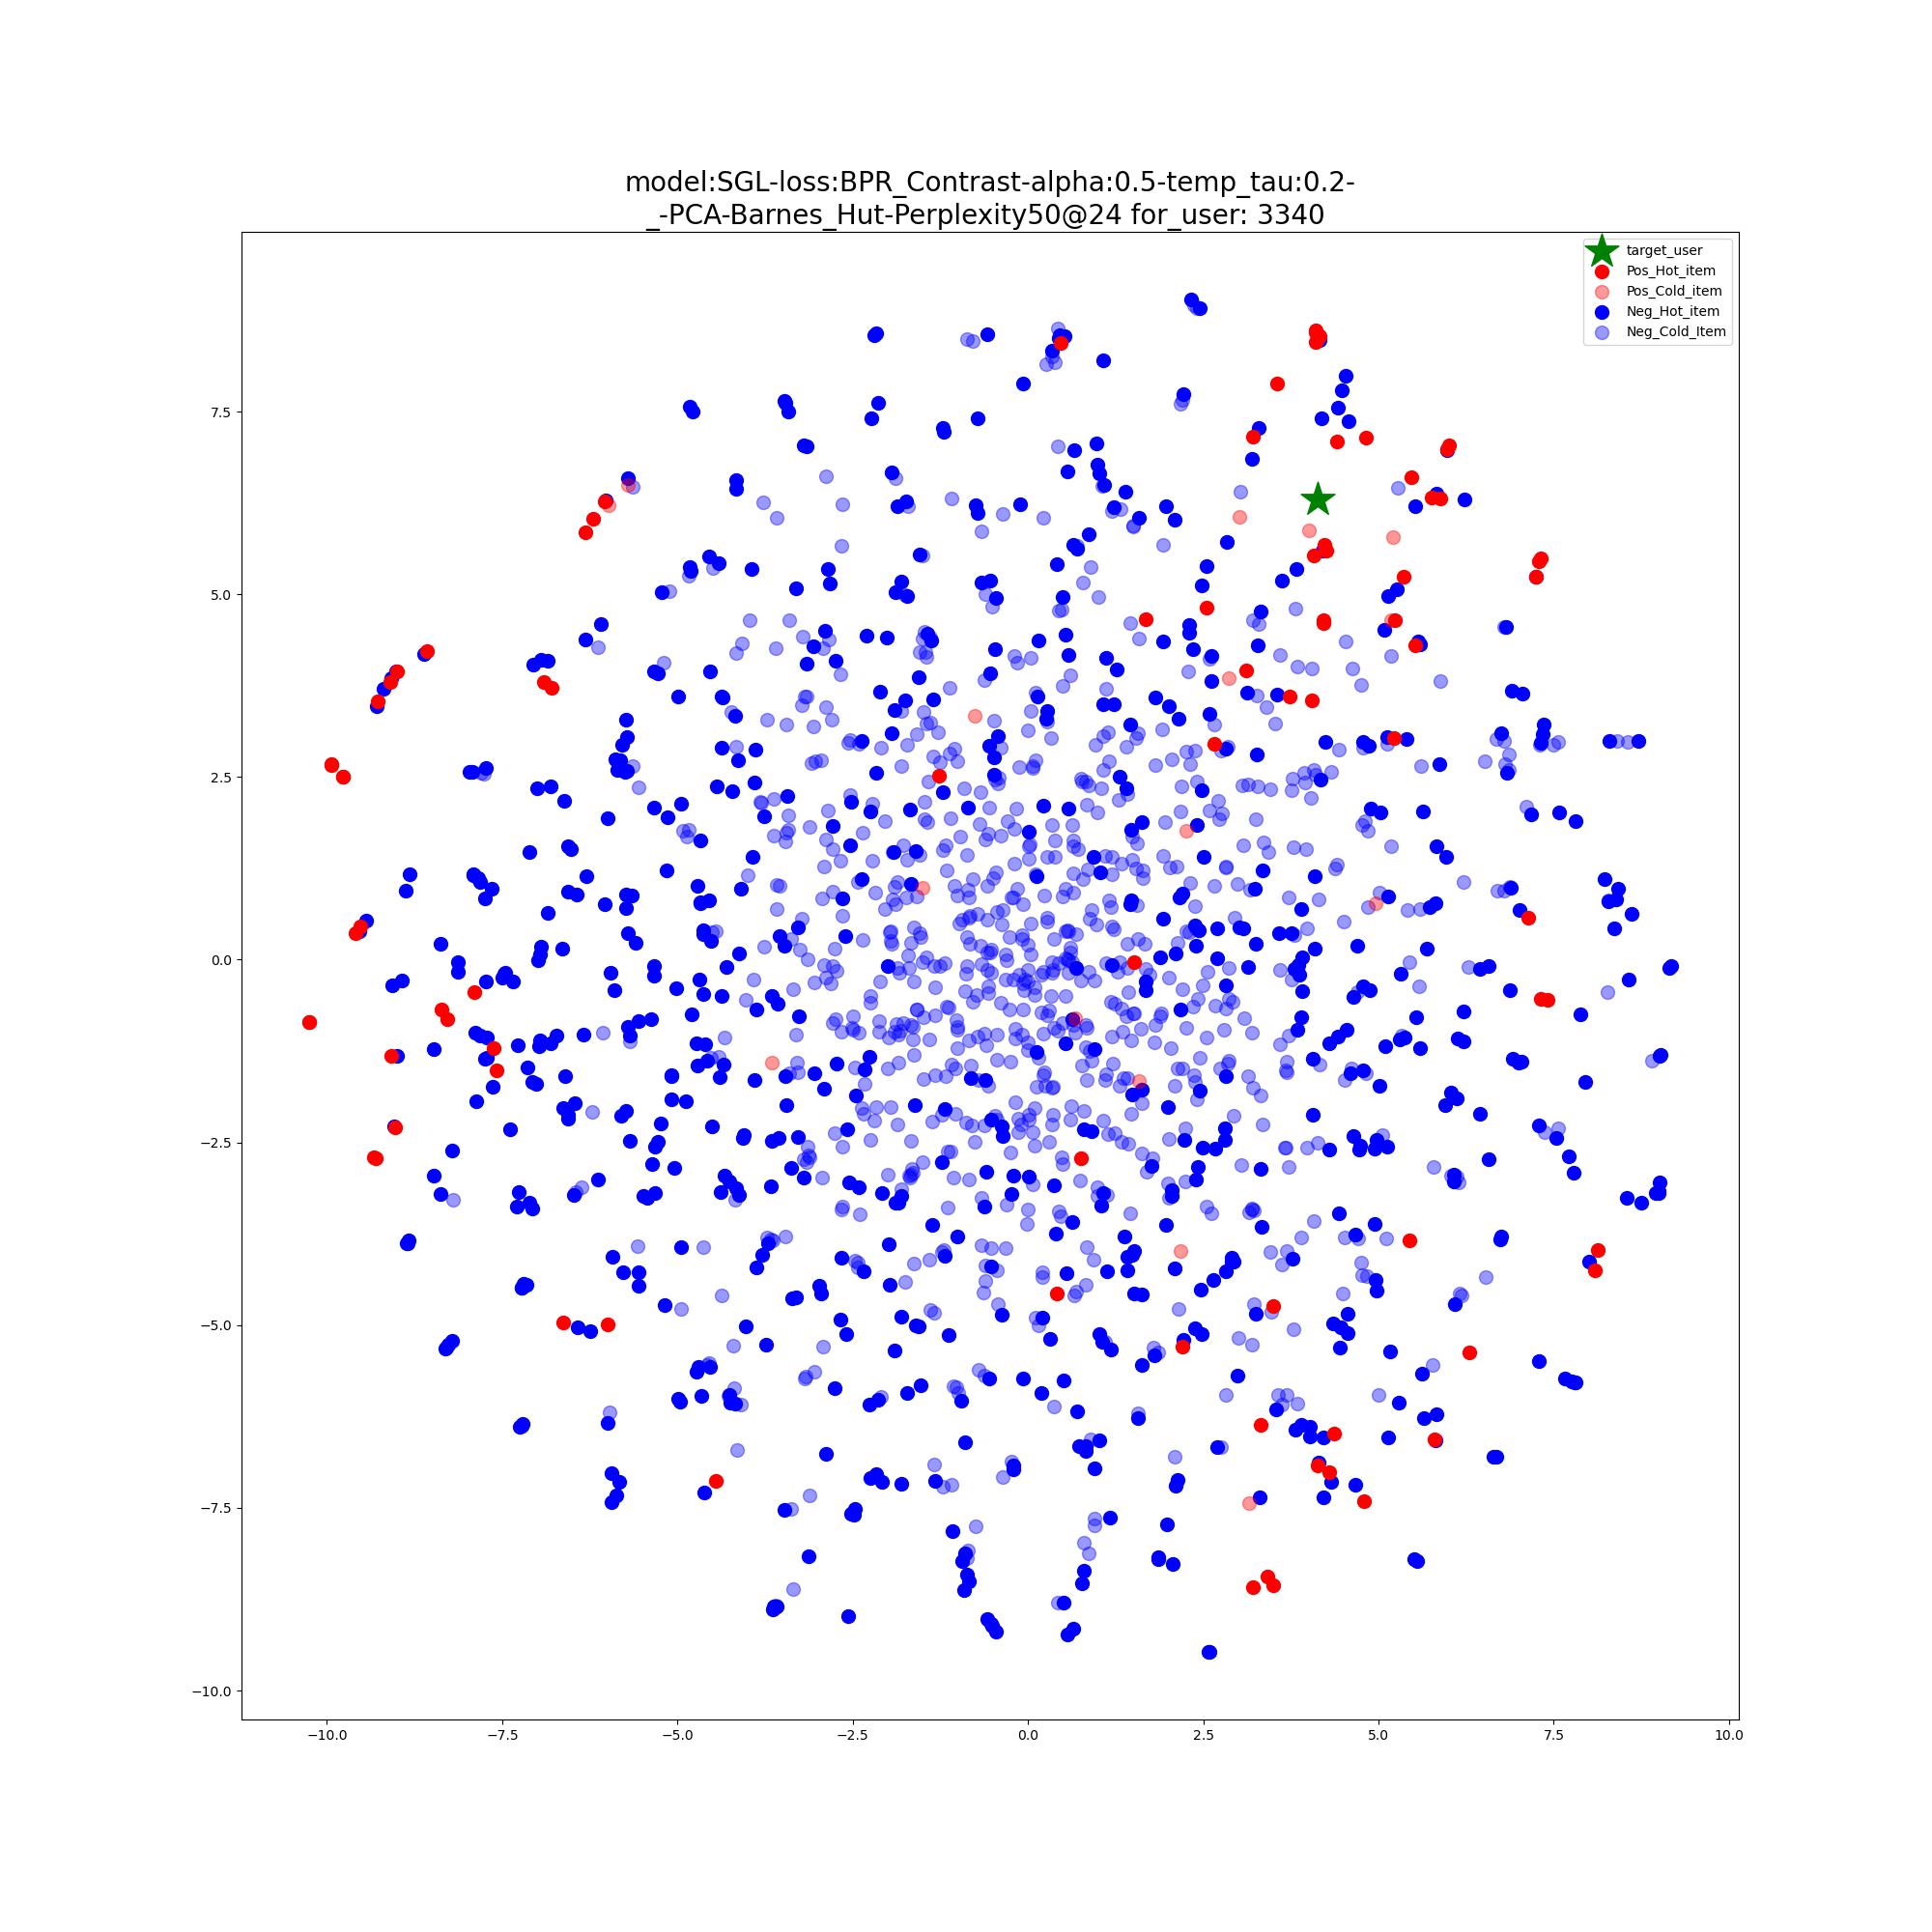 model:SGL-loss:BPR_Contrast-alpha:0.5-temp_tau:0.2-
_-PCA-Barnes_Hut-Perplexity50@24 for_user: 3340
target_user
Pos_Hot_item
Pos_Cold_item
Neg_Hot_item
Neg_Cold_Item
7.5
5.0
2.5
0.0
−2.5
−5.0
−7.5
−10.0
−10.0 −7.5 −5.0 −2.5 0.0 2.5 5.0 7.5 10.0